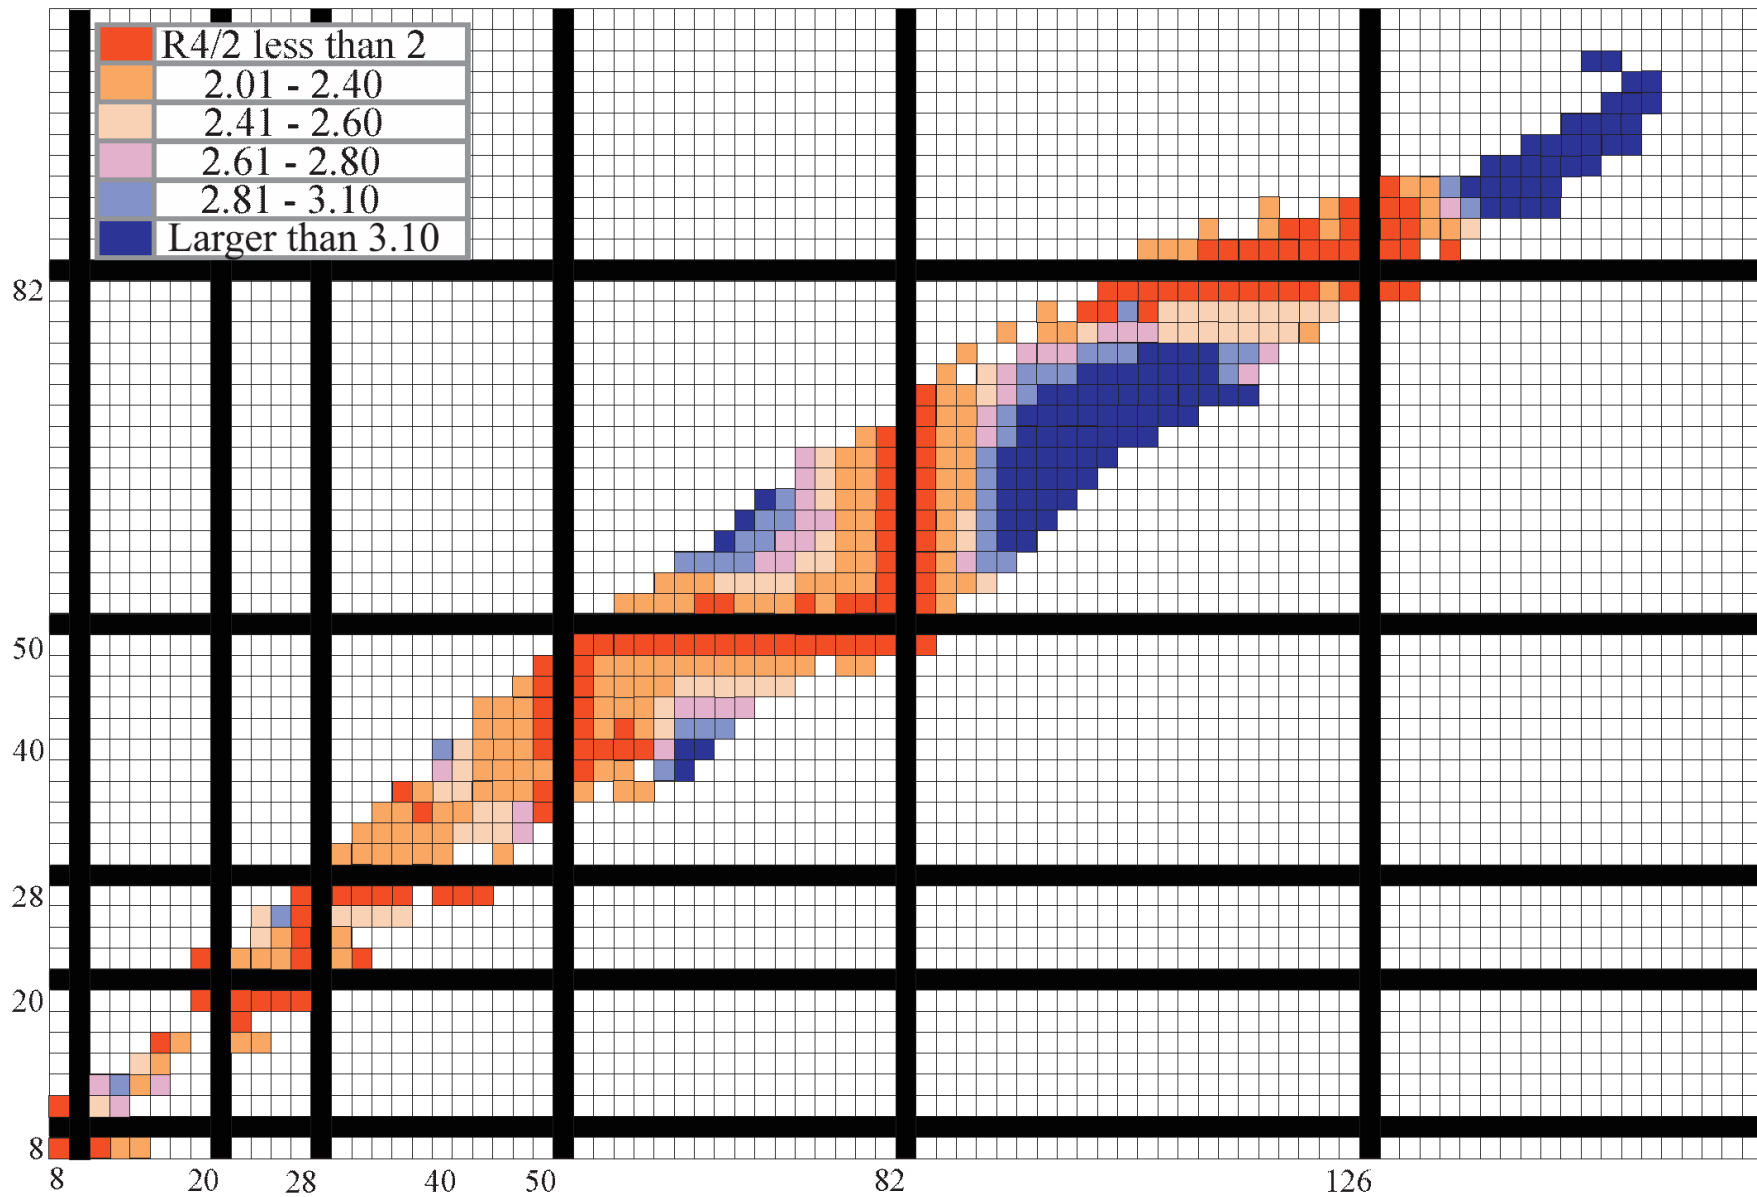 R4/2 less than 2
2.01 - 2.40
2.41 - 2.60
2.61 - 2.80
2.81 - 3.10
Larger than 3.10
82
50
40
28
20
8
8 20 28 40 50 82 126